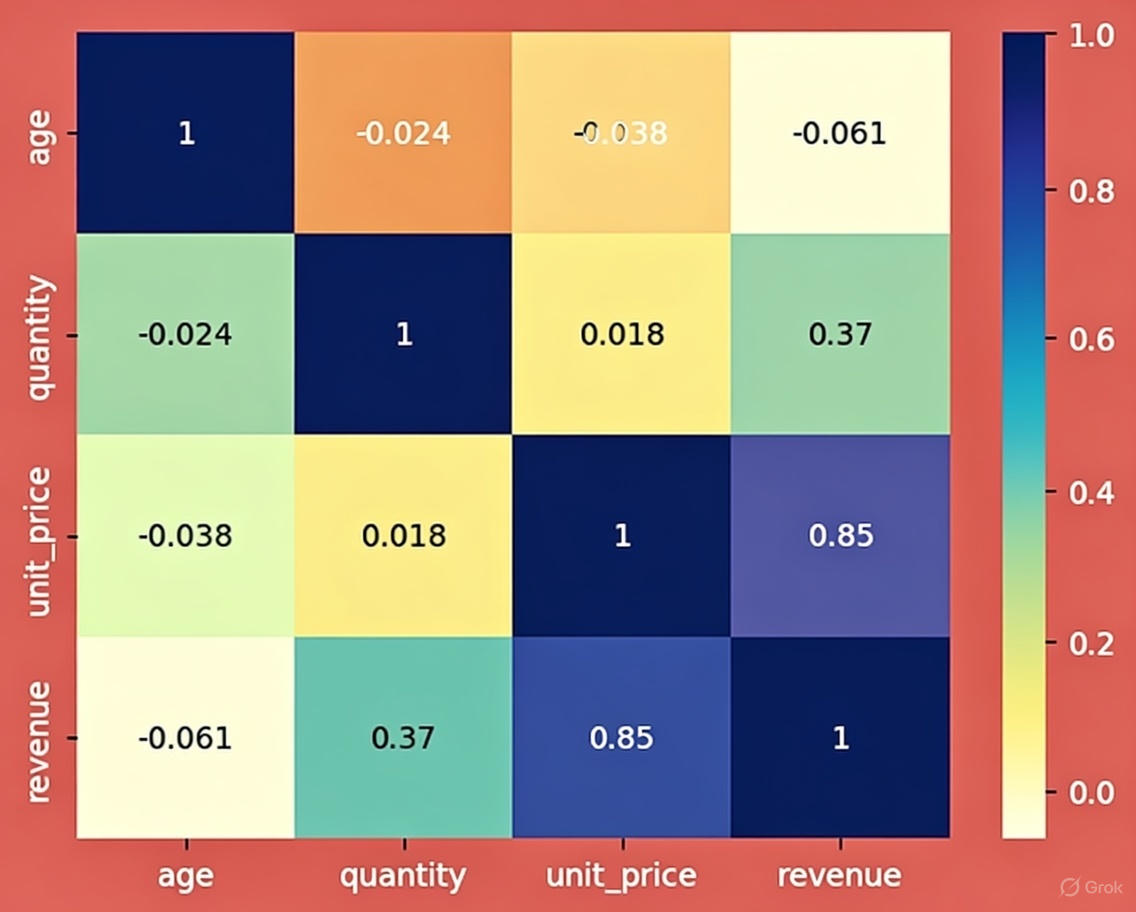 1.0
age 1 -0.024 -0.038 -0.061
0.8
quantity -0.024 1 0.018 0.37
0.6
0.4
unit_price -0.038 0.018 1 0.85
0.2
revenue -0.061 0.37 0.85 1
0.0
age quantity unit_price revenue
Grok